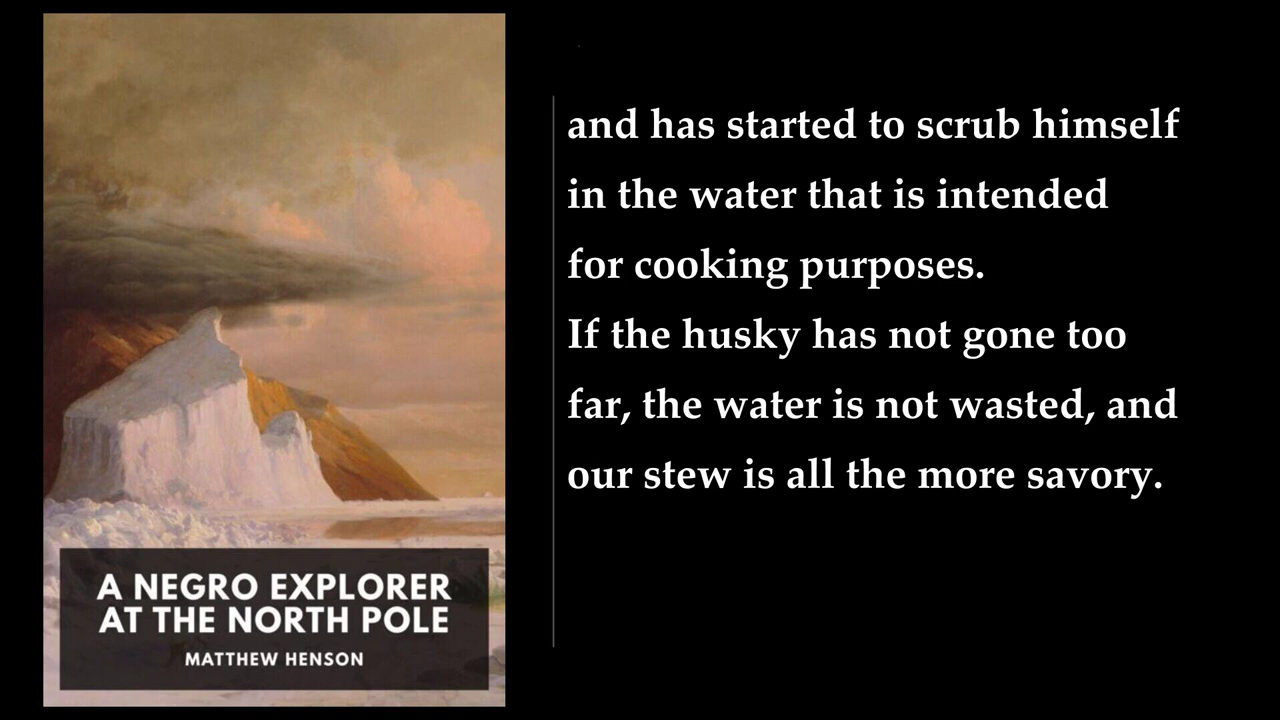 and has started to scrub himself
in the water that is intended
for cooking purposes.
If the husky has not gone too
far, the water is not wasted, and
our stew is all the more savory.
A NEGRO EXPLORER
AT THE NORTH POLE
MATTHEW HENSON